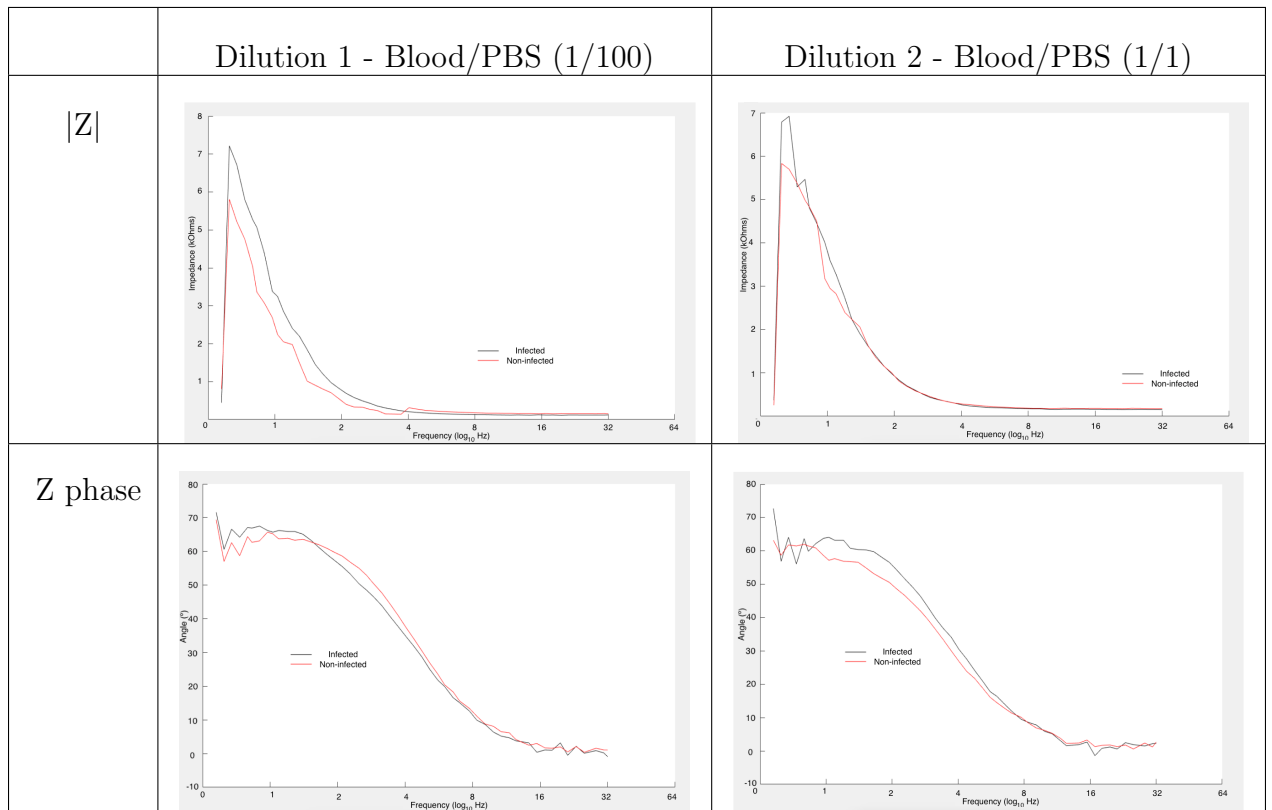 Dilution 1 - Blood/PBS (1/100)
Dilution 2 - Blood/PBS (1/1)
|Z|
8
7
6
5
4
3
2
1
Impedance (kOhms)
Infected
Non-infected
0 1 2 4 8 16 32 64
Frequency (log10 Hz)
7
6
5
4
3
2
1
Impedance (kOhms)
Infected
Non-infected
0 1 2 4 8 16 32 64
Frequency (log10 Hz)
Z phase
80
70
60
50
40
30
20
10
0
-10
Angle (º)
Infected
Non-infected
0 1 2 4 8 16 32 64
Frequency (log10 Hz)
80
70
60
50
40
30
20
10
0
-10
Angle (º)
Infected
Non-infected
0 1 2 4 8 16 32 64
Frequency (log10 Hz)